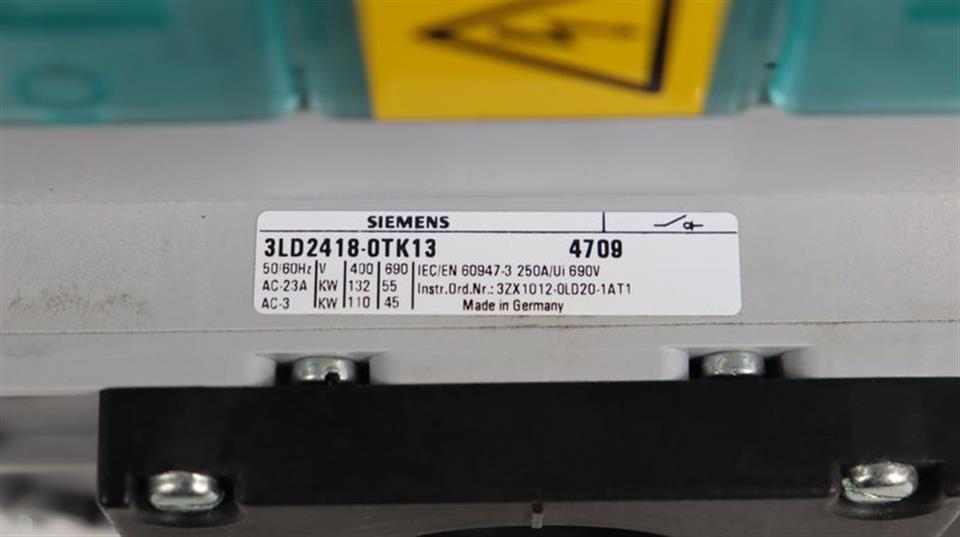 SIEMENS
3LD2418-0TK13 4709
50/60Hz V 400 690 IEC/EN 60947-3 250A/Ui 690V
AC-23A KW 132 55 Instr.Ord.Nr.: 3ZX1012-0LD20-1AT1
AC-3 KW 110 45 Made in Germany